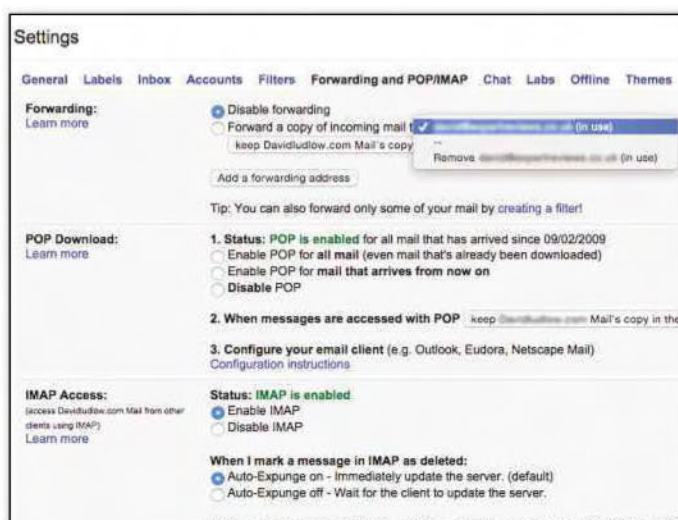 Settings
General Labels Inbox Accounts Filters Forwarding and POP/IMAP Chat Labs Offline Themes
Forwarding:
Learn more
Disable forwarding
Forward a copy of incoming mail t
(in use)
keep Davidludlow.com Mail's copy
--
Remove (in use)
Add a forwarding address
Tip: You can also forward only some of your mail by creating a filter!
POP Download:
Learn more
1. Status: POP is enabled for all mail that has arrived since 09/02/2009
Enable POP for all mail (even mail that's already been downloaded)
Enable POP for mail that arrives from now on
Disable POP
2. When messages are accessed with POP keep Mail's copy in the
3. Configure your email client (e.g. Outlook, Eudora, Netscape Mail)
Configuration instructions
IMAP Access:
(access Davidludlow.com Mail from other
clients using IMAP)
Learn more
Status: IMAP is enabled
Enable IMAP
Disable IMAP
When I mark a message in IMAP as deleted:
Auto-Expunge on - Immediately update the server. (default)
Auto-Expunge off - Wait for the client to update the server.